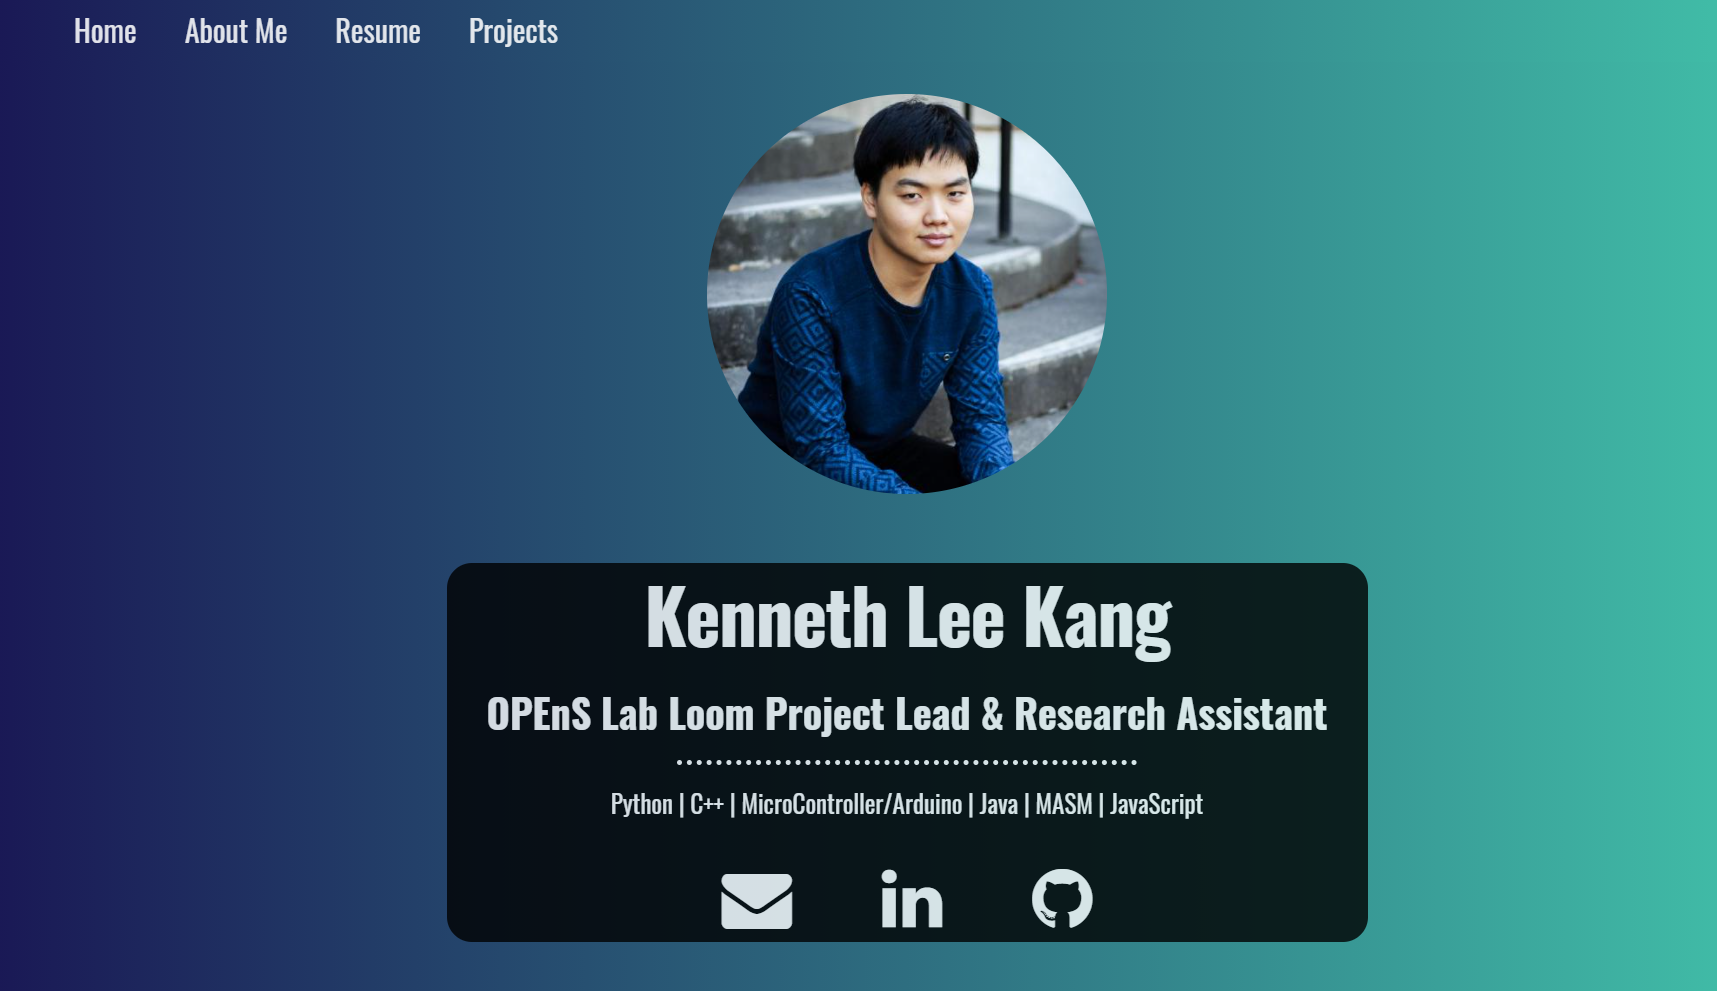 Home About Me Resume Projects
Kenneth Lee Kang
OPEnS Lab Loom Project Lead & Research Assistant
Python | C++ | MicroController/Arduino | Java | MASM | JavaScript
in